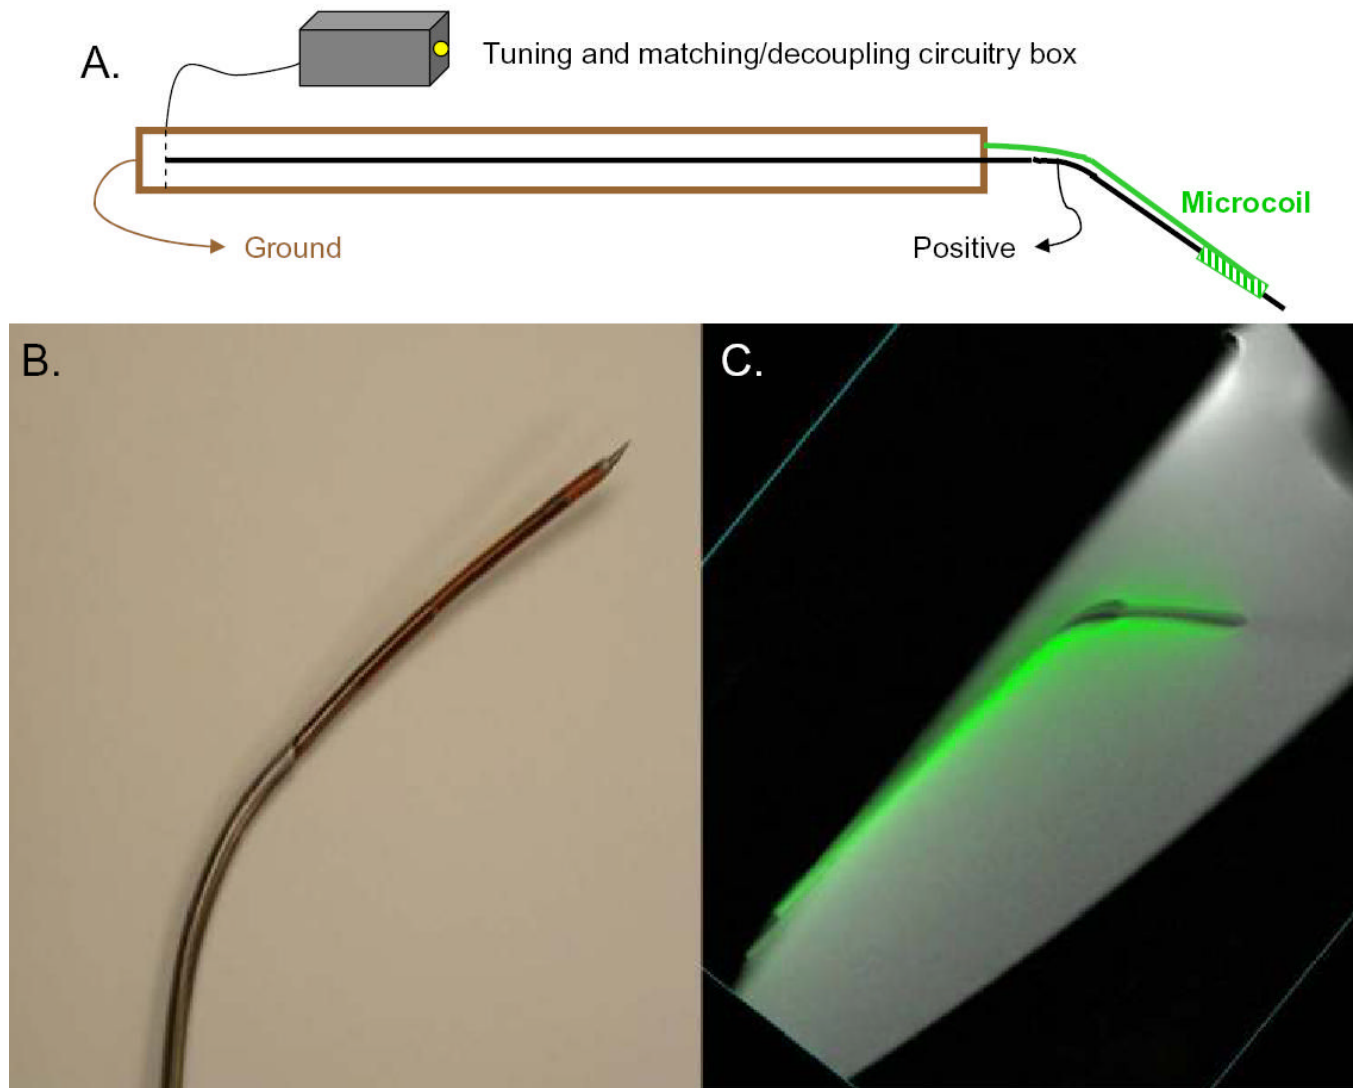 A.
Tuning and matching/decoupling circuitry box
Microcoil
Ground
Positive
B.
C.